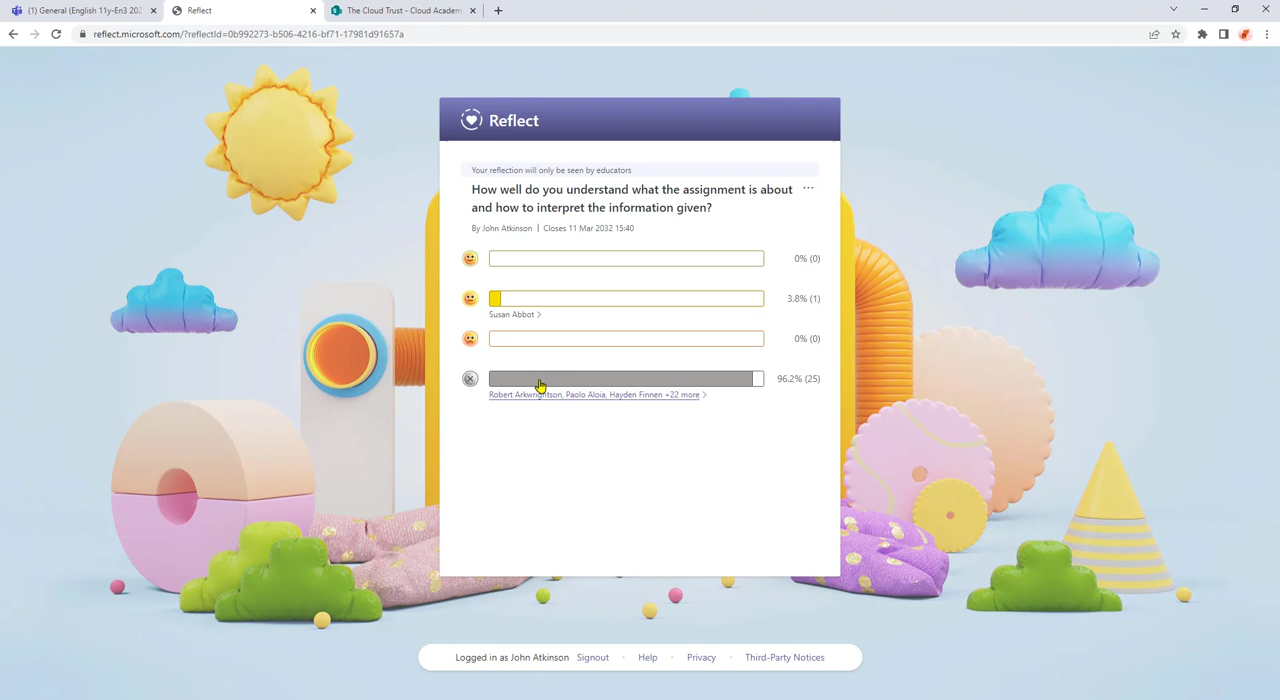 (1) General (English 11y-En3 202
Reflect
The Cloud Trust - Cloud Academ
reflect.microsoft.com/?reflectId=0b992273-b506-4216-bf71-17981d91657a
Reflect
Your reflection will only be seen by educators
How well do you understand what the assignment is about
and how to interpret the information given?
By John Atkinson | Closes 11 Mar 2032 15:40
0% (0)
3.8% (1)
Susan Abbot >
0% (0)
96.2% (25)
Robert Arkwrightson, Paolo Aloia, Hayden Finnen +22 more >
Logged in as John Atkinson Signout • Help • Privacy • Third-Party Notices